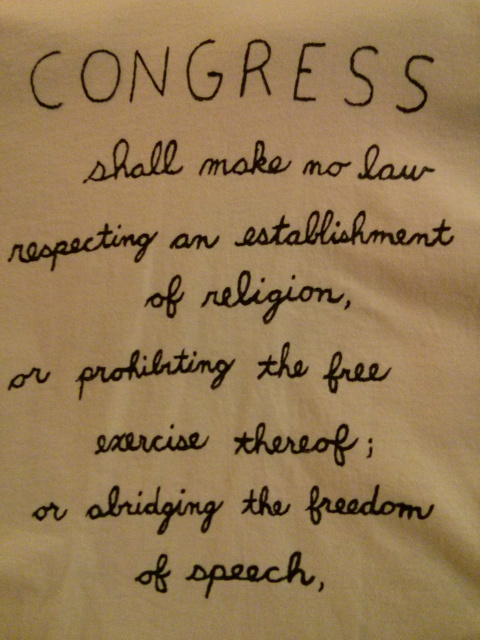 CONGRESS
shall make no law
respecting an establishment
of religion,
or prohibiting the free
exercise thereof;
or abridging the freedom
of speech,